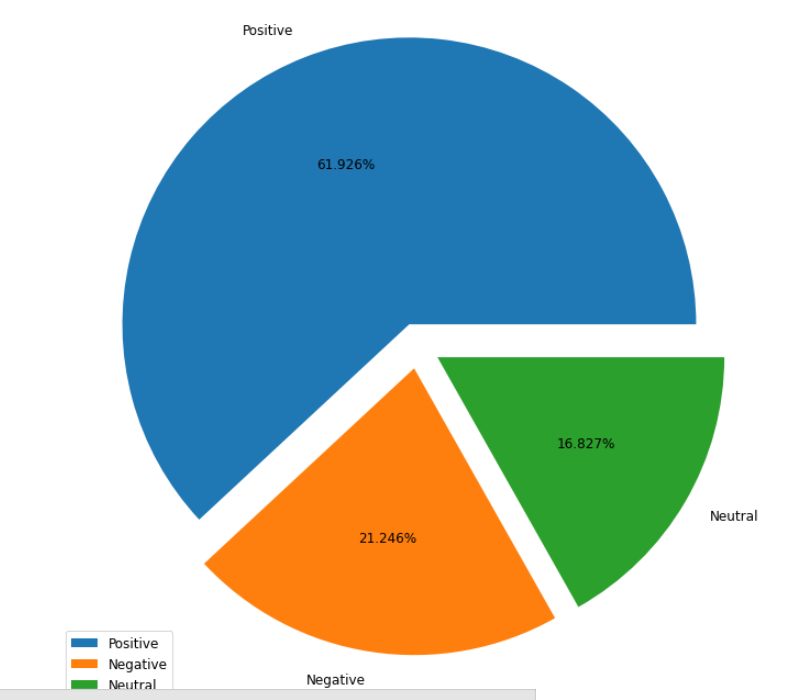 Positive
61.926%
16.827%
Neutral
21.246%
Negative
Positive
Negative
Neutral